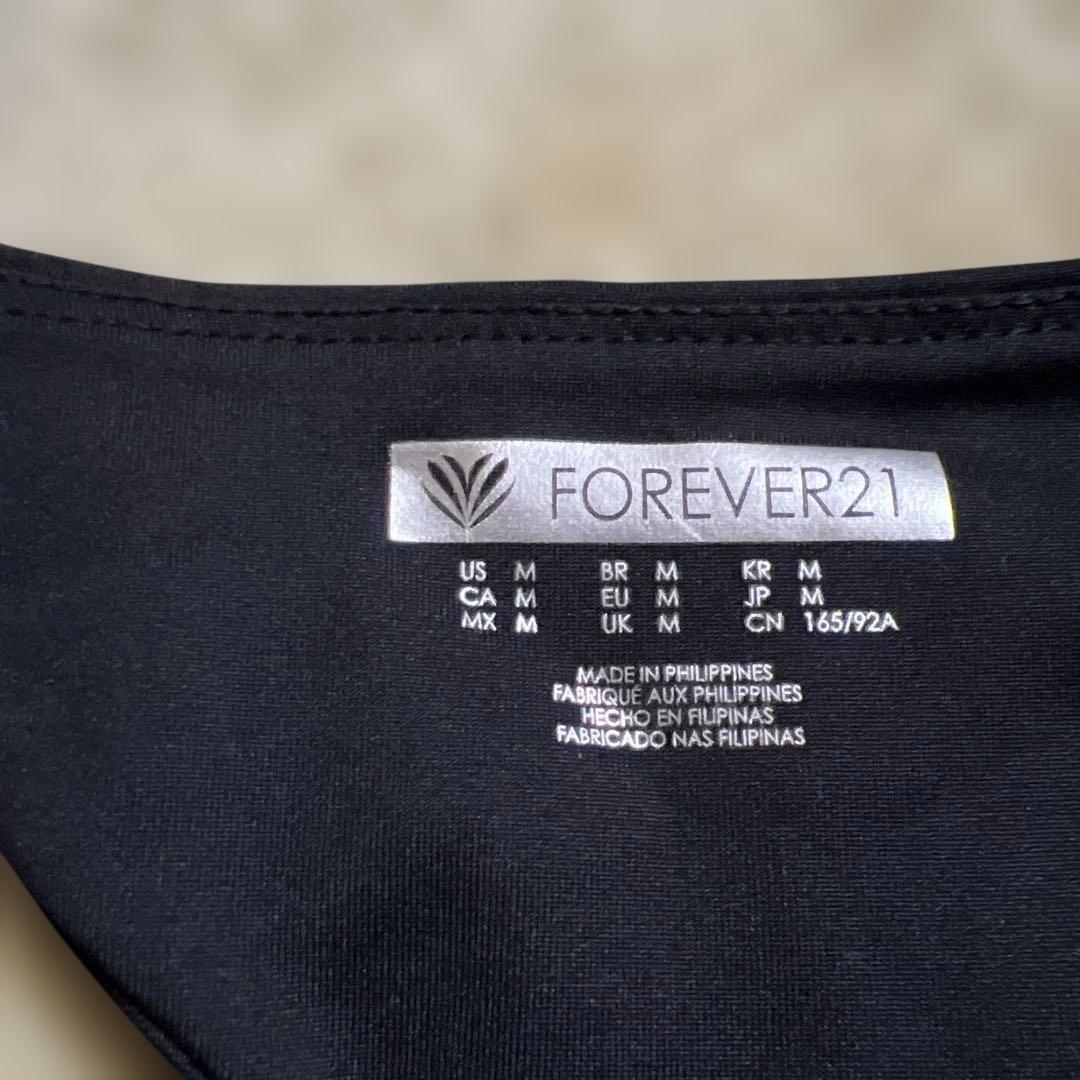 FOREVER21
US M BR M KR M
CA M EU M JP M
MX M UK M CN 165/92A
MADE IN PHILIPPINES
FABRIQUÉ AUX PHILIPPINES
HECHO EN FILIPINAS
FABRICADO NAS FILIPINAS